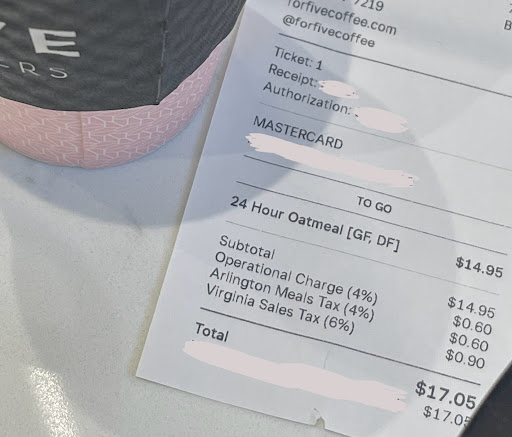 7219
forfivecoffee.com
@forfivecoffee
Ticket: 1
Receipt:
Authorization:
MASTERCARD
TO GO
24 Hour Oatmeal [GF, DF] $14.95
Subtotal $14.95
Operational Charge (4%) $0.60
Arlington Meals Tax (4%) $0.60
Virginia Sales Tax (6%) $0.90
Total $17.05
$17.05